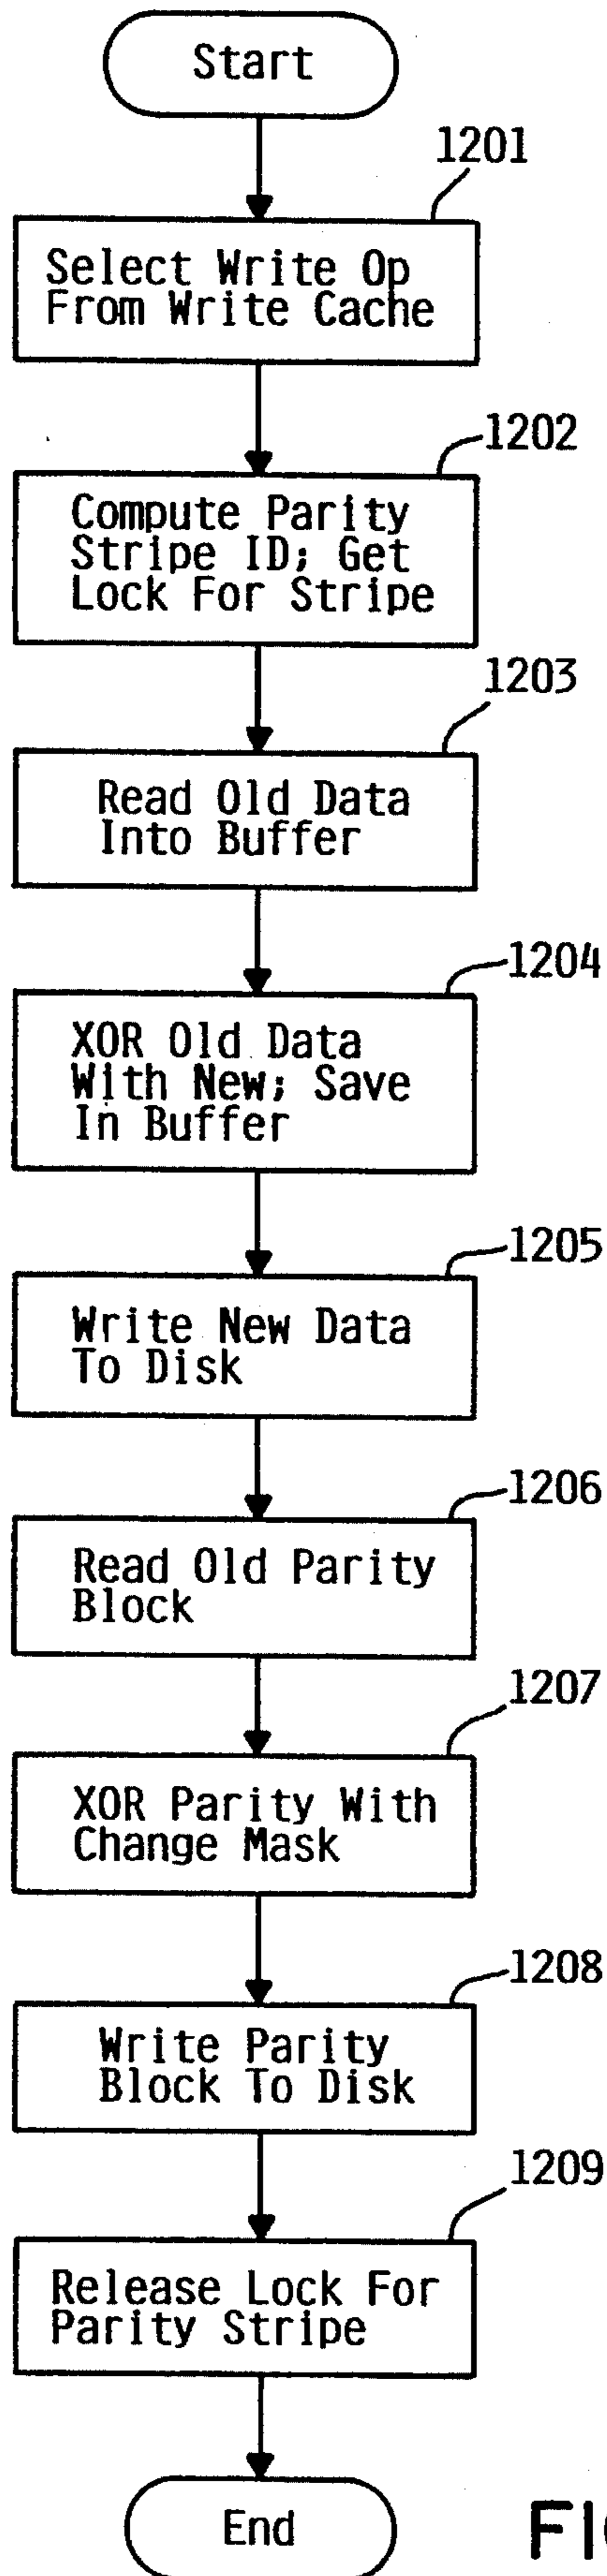 Start
1201
Select Write Op
From Write Cache
1202
Compute Parity
Stripe ID; Get
Lock For Stripe
1203
Read Old Data
Into Buffer
1204
XOR Old Data
With New; Save
In Buffer
1205
Write New Data
To Disk
1206
Read Old Parity
Block
1207
XOR Parity With
Change Mask
1208
Write Parity
Block To Disk
1209
Release Lock For
Parity Stripe
End